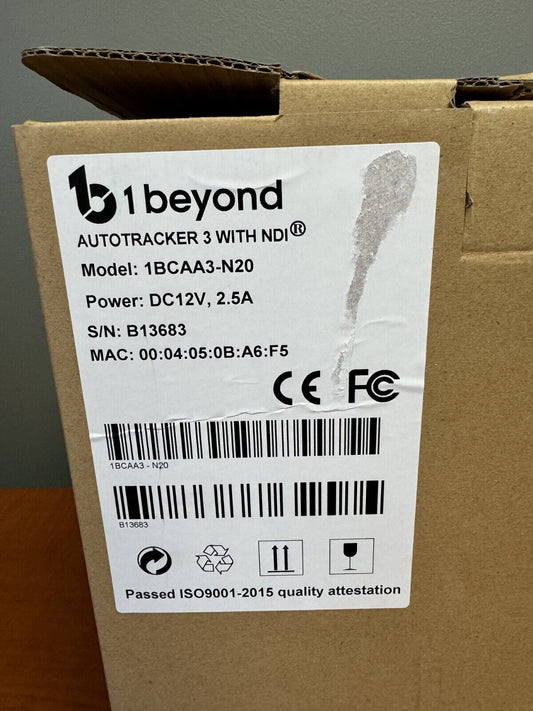 1 beyond
AUTOTRACKER 3 WITH NDI®
Model: 1BCAA3-N20
Power: DC12V, 2.5A
S/N: B13683
MAC: 00:04:05:0B:A6:F5
CE FC
1BCAA3 - N20
B13683
Passed ISO9001-2015 quality attestation